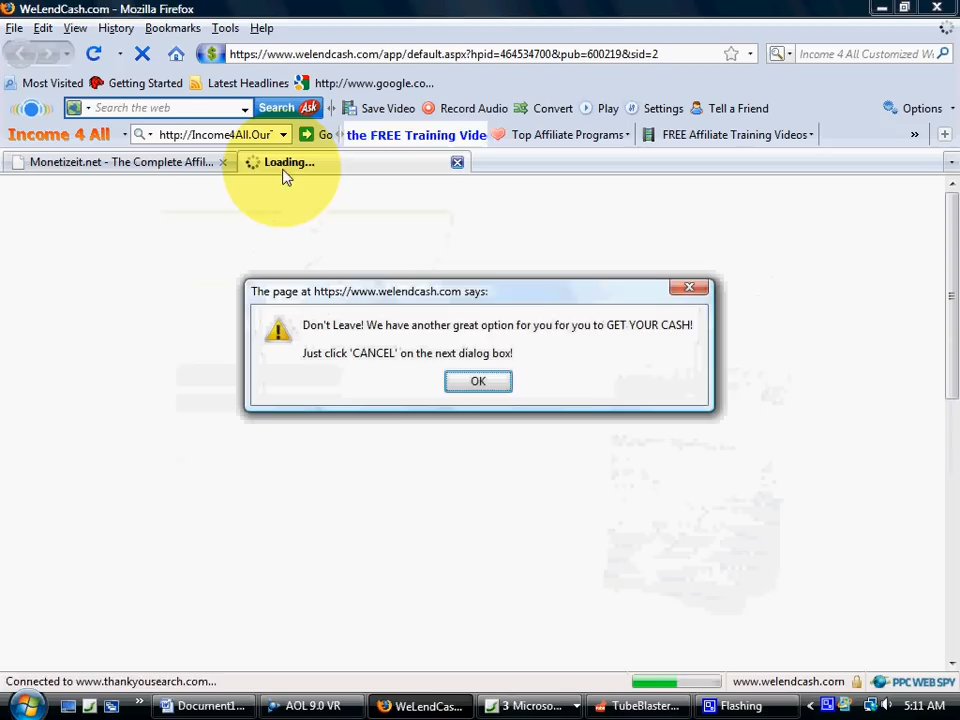 WeLendCash.com - Mozilla Firefox
File Edit View History Bookmarks Tools Help
https://www.welendcash.com/app/default.aspx?hpid=464534700&pub=600219&sid=2
Income 4 All Customized W
Most Visited Getting Started Latest Headlines http://www.google.co...
Search the web Search Ask Save Video Record Audio Convert Play Settings Tell a Friend Options
Income 4 All http://Income4All.Our Go the FREE Training Vide Top Affiliate Programs FREE Affiliate Training Videos »
Monetizeit.net - The Complete Affil... Loading...
The page at https://www.welendcash.com says:
Don't Leave! We have another great option for you for you to GET YOUR CASH!
Just click 'CANCEL' on the next dialog box!
OK
Connected to www.thankyousearch.com... www.welendcash.com PPC WEB SPY
» Document1... AOL 9.0 VR WeLendCas... 3 Microso... TubeBlaster... Flashing 5:11 AM